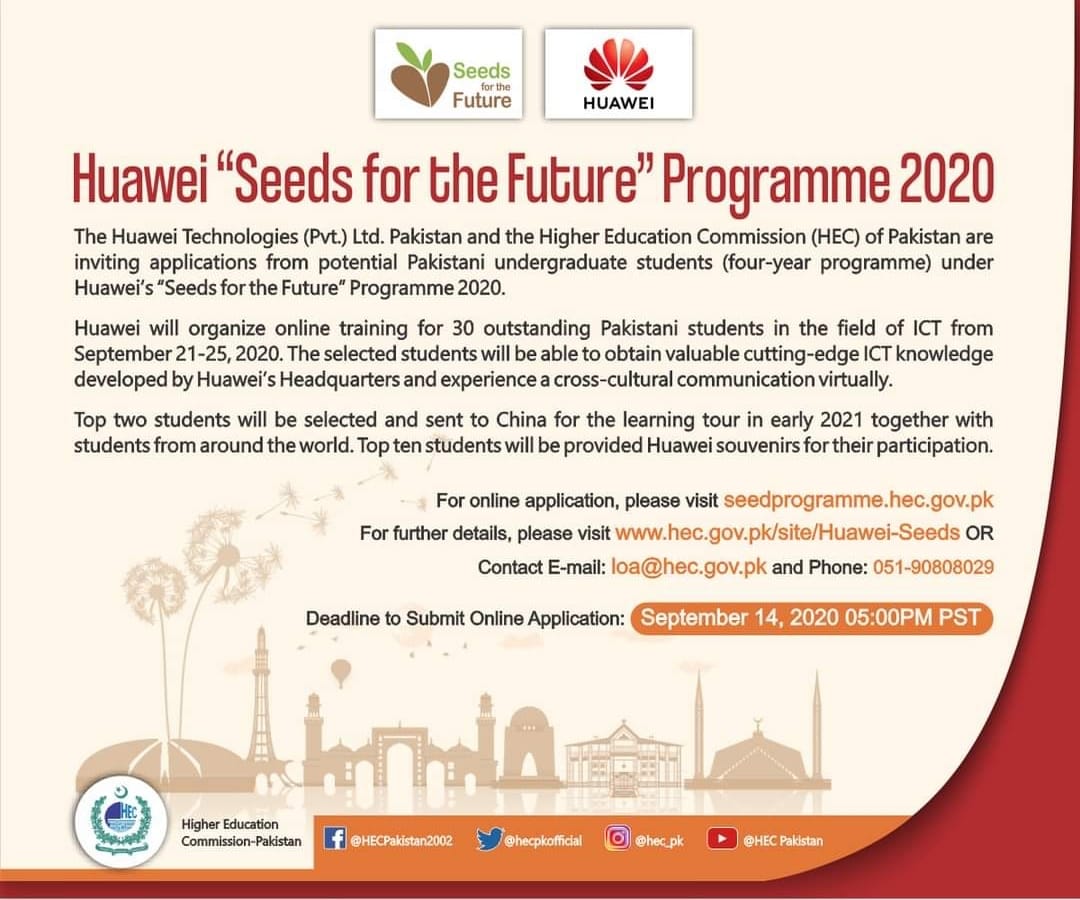 Seeds
for the
Future
HUAWEI
Huawei “Seeds for the Future” Programme 2020
The Huawei Technologies (Pvt.) Ltd. Pakistan and the Higher Education Commission (HEC) of Pakistan are
inviting applications from potential Pakistani undergraduate students (four-year programme) under
Huawei’s “Seeds for the Future” Programme 2020.
Huawei will organize online training for 30 outstanding Pakistani students in the field of ICT from
September 21-25, 2020. The selected students will be able to obtain valuable cutting-edge ICT knowledge
developed by Huawei’s Headquarters and experience a cross-cultural communication virtually.
Top two students will be selected and sent to China for the learning tour in early 2021 together with
students from around the world. Top ten students will be provided Huawei souvenirs for their participation.
For online application, please visit seedprogramme.hec.gov.pk
For further details, please visit www.hec.gov.pk/site/Huawei-Seeds OR
Contact E-mail: loa@hec.gov.pk and Phone: 051-90808029
Deadline to Submit Online Application: September 14, 2020 05:00PM PST
HEC
Higher Education
Commission-Pakistan
@HECPakistan2002 @hecpkofficial @hec_pk @HEC Pakistan